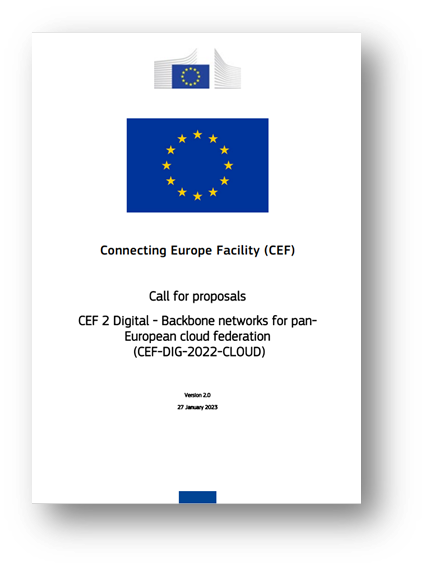 Connecting Europe Facility (CEF)
Call for proposals
CEF 2 Digital - Backbone networks for pan-
European cloud federation
(CEF-DIG-2022-CLOUD)
Version 2.0
27 January 2023